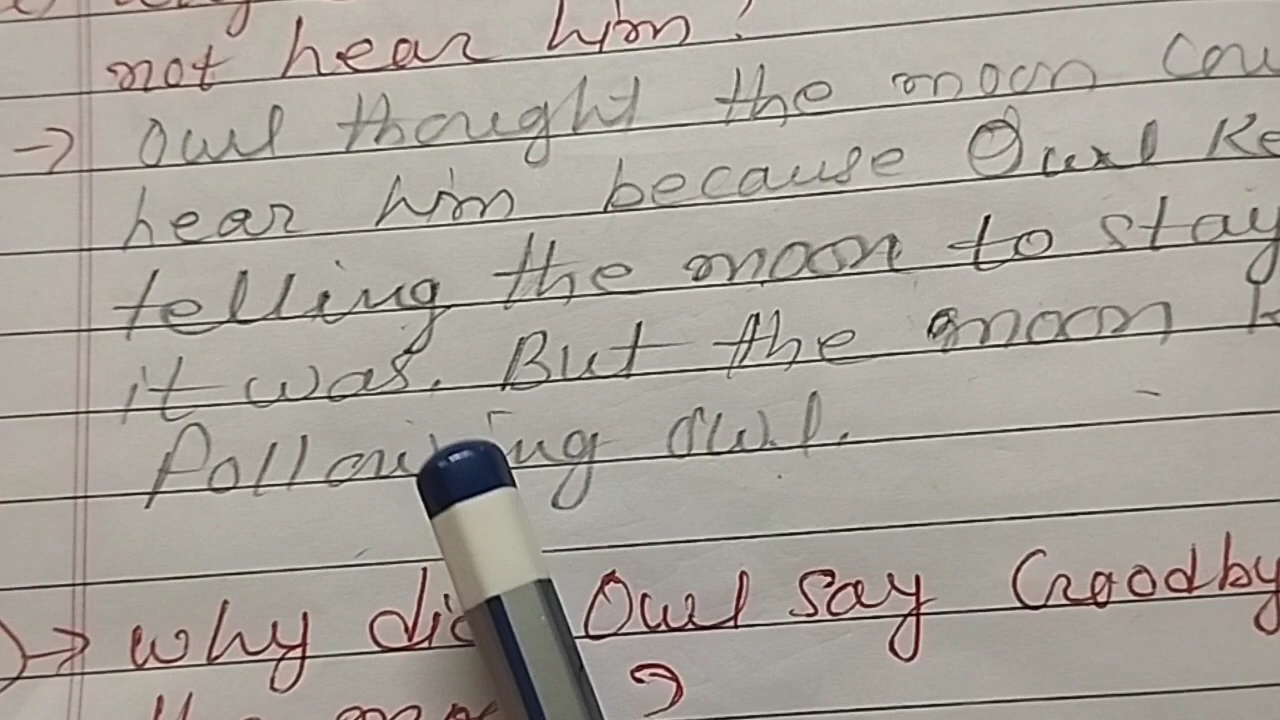 not hear him?
→ Owl thought the moon
hear him because Owl
telling the moon to stay
it was. But the moon
following owl.
→ why did Owl say Goodby
?